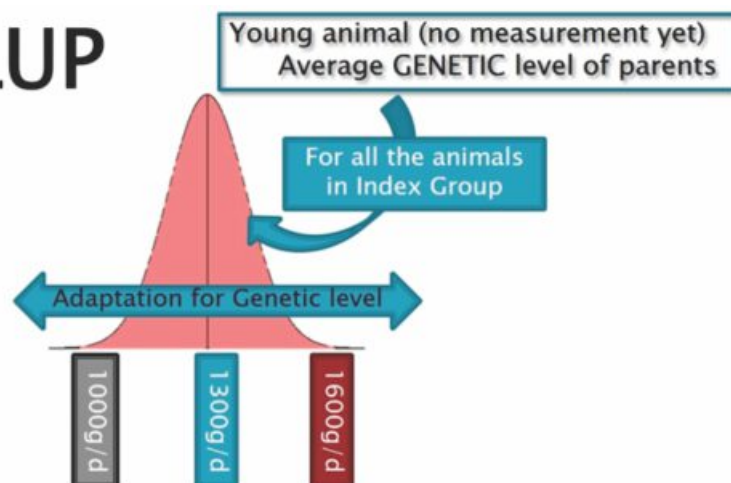 LUP
Young animal (no measurement yet)
Average GENETIC level of parents
For all the animals
in Index Group
Adaptation for Genetic level
1000g/d
1300g/d
1600g/d